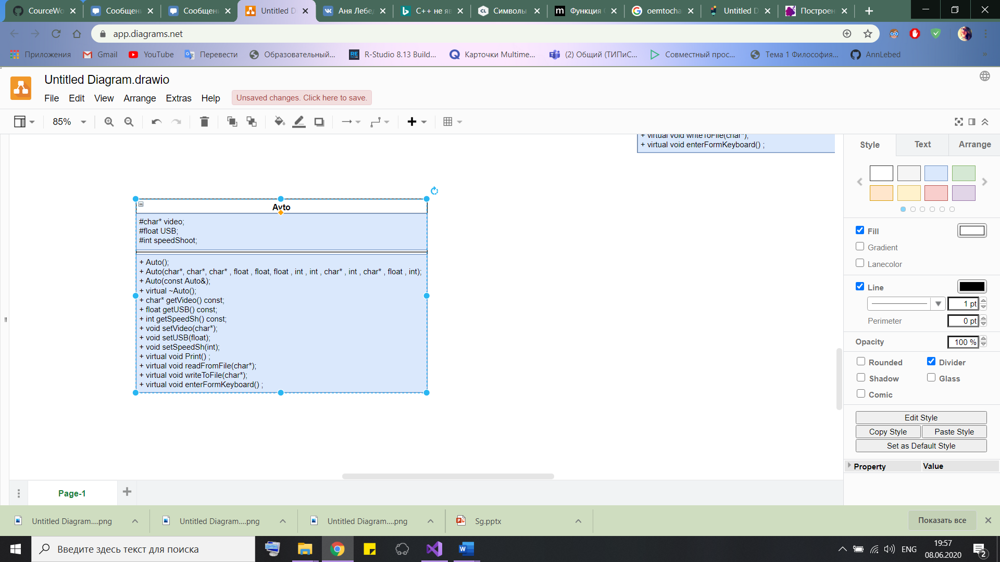 CourceWo
Сообщен
Сообщен
Untitled D
Аня Лебед
C++ не яв
Символы
Функция
oemtocha
Untitled D
Построен
app.diagrams.net
Приложения
Gmail
YouTube
Перевести
Образовательный...
R-Studio 8.13 Build...
Карточки Multime...
(2) Общий (ТИПиС...
Совместный прос...
Тема 1 Философия...
AnnLebed
Untitled Diagram.drawio
File Edit View Arrange Extras Help
Unsaved changes. Click here to save.
85%
+ virtual void writeToFile(char*);
+ virtual void enterFormKeyboard() ;
Avto
#char* video;
#float USB;
#int speedShoot;
+ Auto();
+ Auto(char*, char*, char* , float , float, float , int , int , char* , int , char* , float , int);
+ Auto(const Auto&);
+ virtual ~Auto();
+ char* getVideo() const;
+ float getUSB() const;
+ int getSpeedSh() const;
+ void setVideo(char*);
+ void setUSB(float);
+ void setSpeedSh(int);
+ virtual void Print() ;
+ virtual void readFromFile(char*);
+ virtual void writeToFile(char*);
+ virtual void enterFormKeyboard() ;
Style
Text
Arrange
Fill
Gradient
Lanecolor
Line
1 pt
Perimeter
0 pt
Opacity
100 %
Rounded
Divider
Shadow
Glass
Comic
Edit Style
Copy Style
Paste Style
Set as Default Style
Property
Value
Page-1
Untitled Diagram....png
Untitled Diagram....png
Untitled Diagram....png
Sg.pptx
Показать все
Введите здесь текст для поиска
ENG
19:57
08.06.2020
2